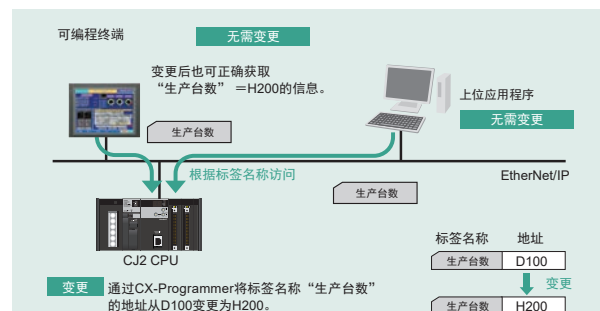 可编程终端
无需变更
变更后也可正确获取
“生产台数”＝H200的信息。
生产台数
上位应用程序
无需变更
根据标签名称访问
EtherNet/IP
生产台数
CJ2 CPU
标签名称 地址
生产台数 D100
变更
变更 通过CX-Programmer将标签名称“生产台数”
的地址从D100变更为H200。
生产台数 H200